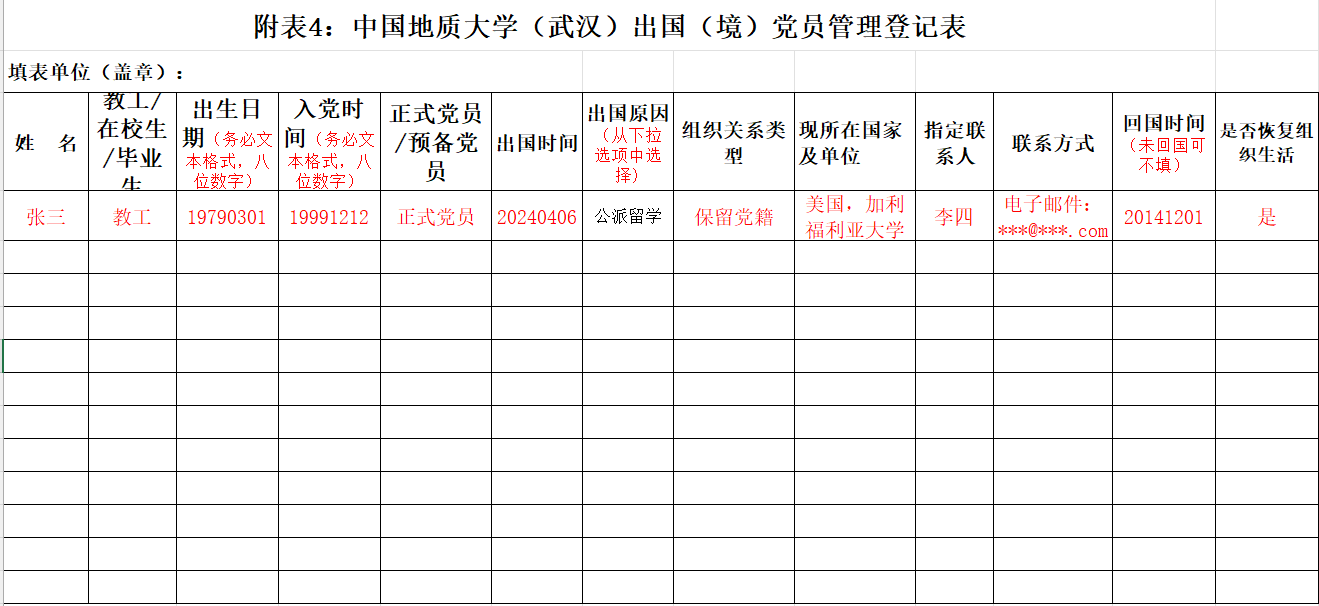 附表4：中国地质大学（武汉）出国（境）党员管理登记表
填表单位（盖章）：
姓 名
教工/
在校生
/毕业
生
出生日
期（务必文
本格式，八
位数字）
入党时
间（务必文
本格式，八
位数字）
正式党员
/预备党
员
出国时间
出国原因
（从下拉
选项中选
择）
组织关系类
型
现所在国家
及单位
指定联
系人
联系方式
回国时间
（未回国可
不填）
是否恢复组
织生活
张三
教工
19790301
19991212
正式党员
20240406
公派留学
保留党籍
美国，加利
福利亚大学
李四
电子邮件：
***@***.com
20141201
是